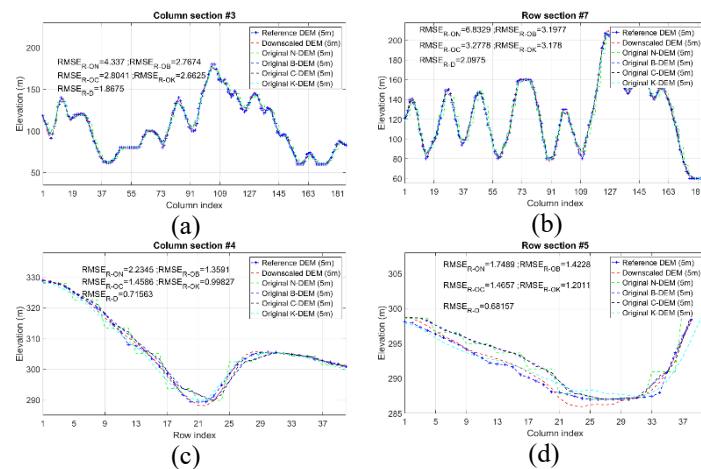 Column section #3
RMSE_R-ON=4.337 ;RMSE_R-OB=2.7674
RMSE_R-OC=2.8041 ;RMSE_R-OK=2.6625
RMSE_R-D=1.8675
Reference DEM (5m)
Downscaled DEM (5m)
Original N-DEM (5m)
Original B-DEM (5m)
Original C-DEM (5m)
Original K-DEM (5m)
Elevation (m)
200
150
100
50
1 19 37 55 73 91 109 127 145 163 181
Column index
(a)
Row section #7
RMSE_R-ON=6.8329 ;RMSE_R-OB=3.1977
RMSE_R-OC=3.2778 ;RMSE_R-OK=3.178
RMSE_R-D=2.0975
Reference DEM (5m)
Downscaled DEM (5m)
Original N-DEM (5m)
Original B-DEM (5m)
Original C-DEM (5m)
Original K-DEM (5m)
Elevation (m)
200
180
160
140
120
100
80
60
1 19 37 55 73 91 109 127 145 163
Column index
(b)
Column section #4
RMSE_R-ON=2.2345 ;RMSE_R-OB=1.3591
RMSE_R-OC=1.4586 ;RMSE_R-OK=0.99827
RMSE_R-D=0.71563
Reference DEM (5m)
Downscaled DEM (5m)
Original N-DEM (5m)
Original B-DEM (5m)
Original C-DEM (5m)
Original K-DEM (5m)
Elevation (m)
330
320
310
300
290
1 5 9 13 17 21 25 29 33 37
Row index
(c)
Row section #5
RMSE_R-ON=1.7489 ;RMSE_R-OB=1.4228
RMSE_R-OC=1.4657 ;RMSE_R-OK=1.2011
RMSE_R-D=0.68157
Reference DEM (5m)
Downscaled DEM (5m)
Original N-DEM (5m)
Original B-DEM (5m)
Original C-DEM (5m)
Original K-DEM (5m)
Elevation (m)
305
300
295
290
285
1 5 9 13 17 21 25 29 33 37
Column index
(d)